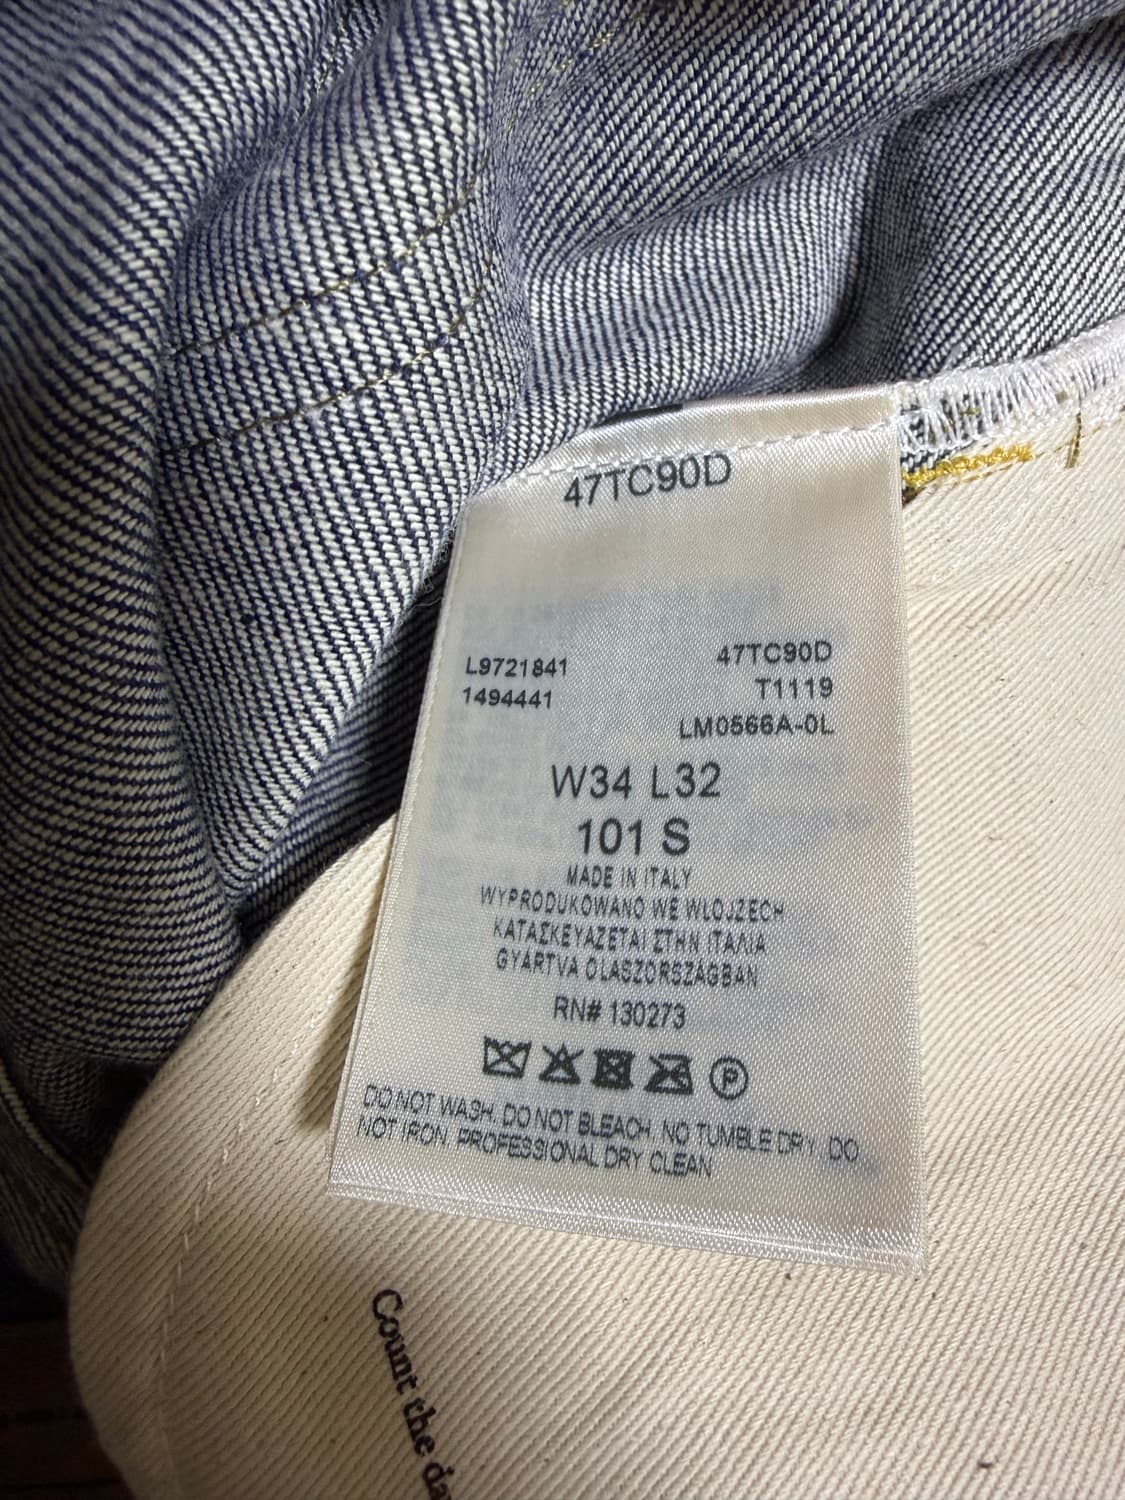 47TC90D
L9721841 47TC90D
1494441 T1119
LM0566A-0L
W34 L32
101 S
MADE IN ITALY
WYPRODUKOWANO WE WLOJZECH
ΚΑΤΑΣΚΕΥΑΖΕΤΑΙ ΣΤΗΝ ΙΤΑΛΙΑ
GYARTVA OLASZORSZAGBAN
RN# 130273
P
DO NOT WASH, DO NOT BLEACH, NO TUMBLE DRY, DO
NOT IRON, PROFESSIONAL DRY CLEAN
Count the